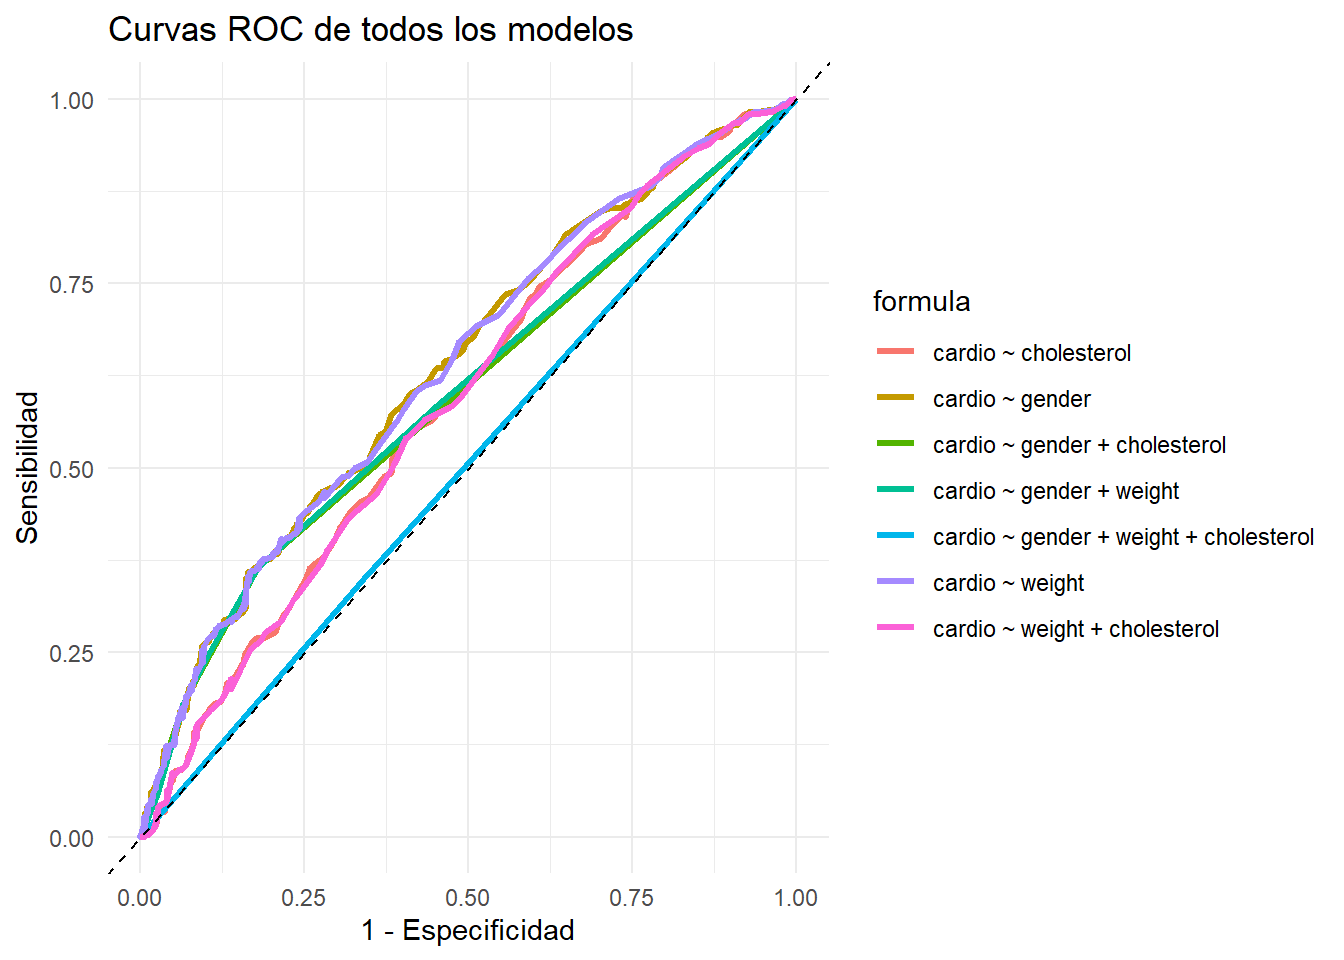 Curvas ROC de todos los modelos
1.00
0.75
0.50
0.25
0.00
Sensibilidad
0.00 0.25 0.50 0.75 1.00
1 - Especificidad
formula
cardio ~ cholesterol
cardio ~ gender
cardio ~ gender + cholesterol
cardio ~ gender + weight
cardio ~ gender + weight + cholesterol
cardio ~ weight
cardio ~ weight + cholesterol